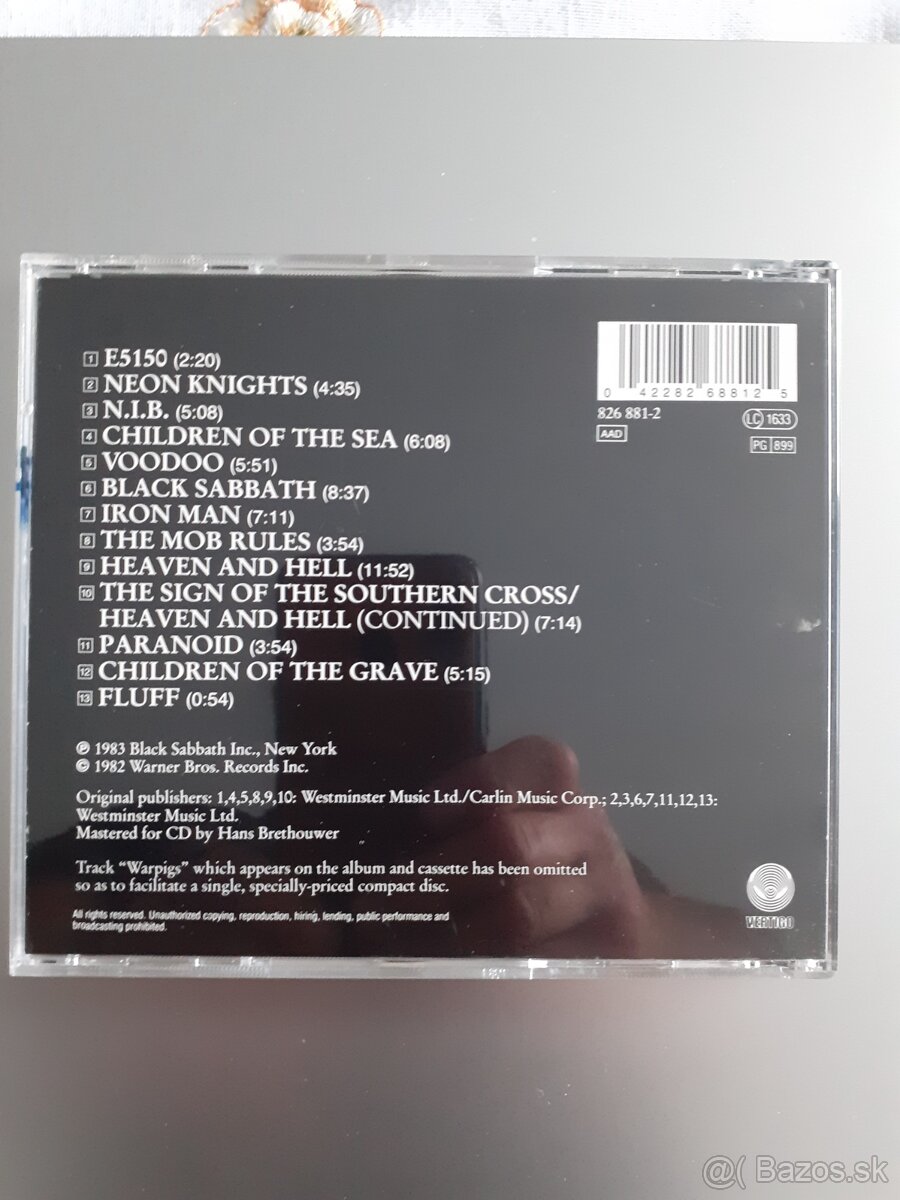 1 E5150 (2:20)
2 NEON KNIGHTS (4:35)
3 N.I.B. (5:08)
4 CHILDREN OF THE SEA (6:08)
5 VOODOO (5:51)
6 BLACK SABBATH (8:37)
7 IRON MAN (7:11)
8 THE MOB RULES (3:54)
9 HEAVEN AND HELL (11:52)
10 THE SIGN OF THE SOUTHERN CROSS/
HEAVEN AND HELL (CONTINUED) (7:14)
11 PARANOID (3:54)
12 CHILDREN OF THE GRAVE (5:15)
13 FLUFF (0:54)
0 42282 68812 5
826 881-2
LC 1633
AAD
PG 899
℗ 1983 Black Sabbath Inc., New York
© 1982 Warner Bros. Records Inc.
Original publishers: 1,4,5,8,9,10: Westminster Music Ltd./Carlin Music Corp.; 2,3,6,7,11,12,13:
Westminster Music Ltd.
Mastered for CD by Hans Brethouwer
Track “Warpigs” which appears on the album and cassette has been omitted
so as to facilitate a single, specially-priced compact disc.
All rights reserved. Unauthorized copying, reproduction, hiring, lending, public performance and
broadcasting prohibited.
VERTIGO
@( Bazos.sk